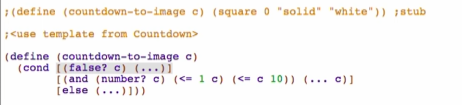 ;(define (countdown-to-image c) (square 0 "solid" "white")) ;stub
;<use template from Countdown>
(define (countdown-to-image c)
(cond [(false? c) (...)]
[(and (number? c) (<= 1 c) (<= c 10)) (... c)]
[else (...)]))